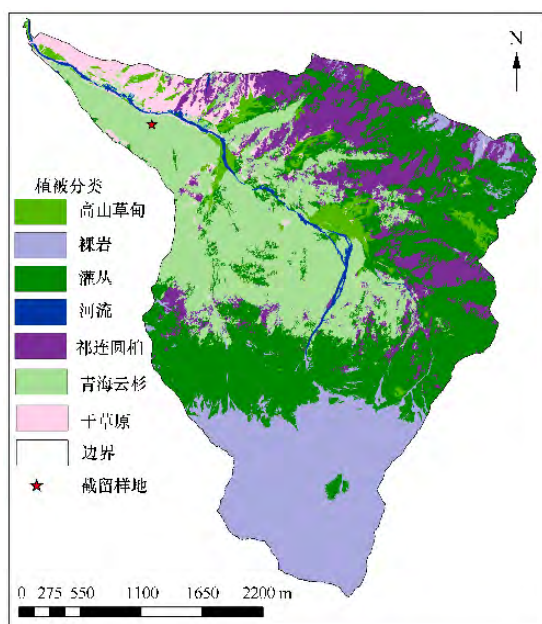 N
植被分类
高山草甸
裸岩
灌丛
河流
祁连圆柏
青海云杉
干草原
边界
截留样地
0 275 550 1100 1650 2200 m